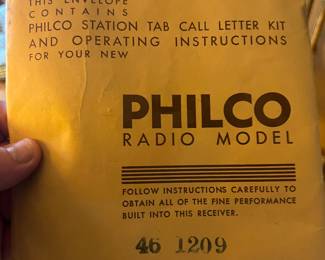 THIS ENVELOPE
CONTAINS
PHILCO STATION TAB CALL LETTER KIT
AND OPERATING INSTRUCTIONS
FOR YOUR NEW
PHILCO
RADIO MODEL
FOLLOW INSTRUCTIONS CAREFULLY TO
OBTAIN ALL OF THE FINE PERFORMANCE
BUILT INTO THIS RECEIVER.
46 1209